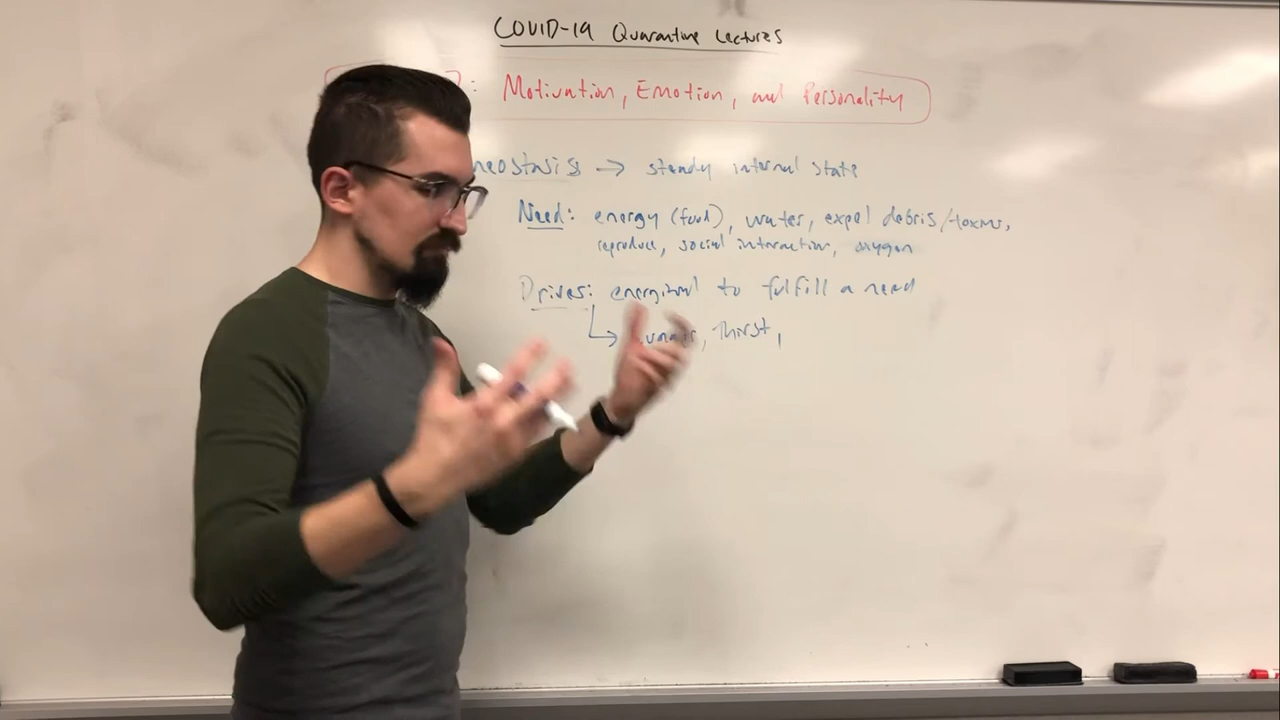 COVID-19 Quarantine Lectures
: Motivation, Emotion, and Personality
neostasis → steady internal state
Need: energy (food), water, expel debris/toxins,
reproduce, social interaction, oxygen
Drives: energized to fulfill a need
↳ thirst,